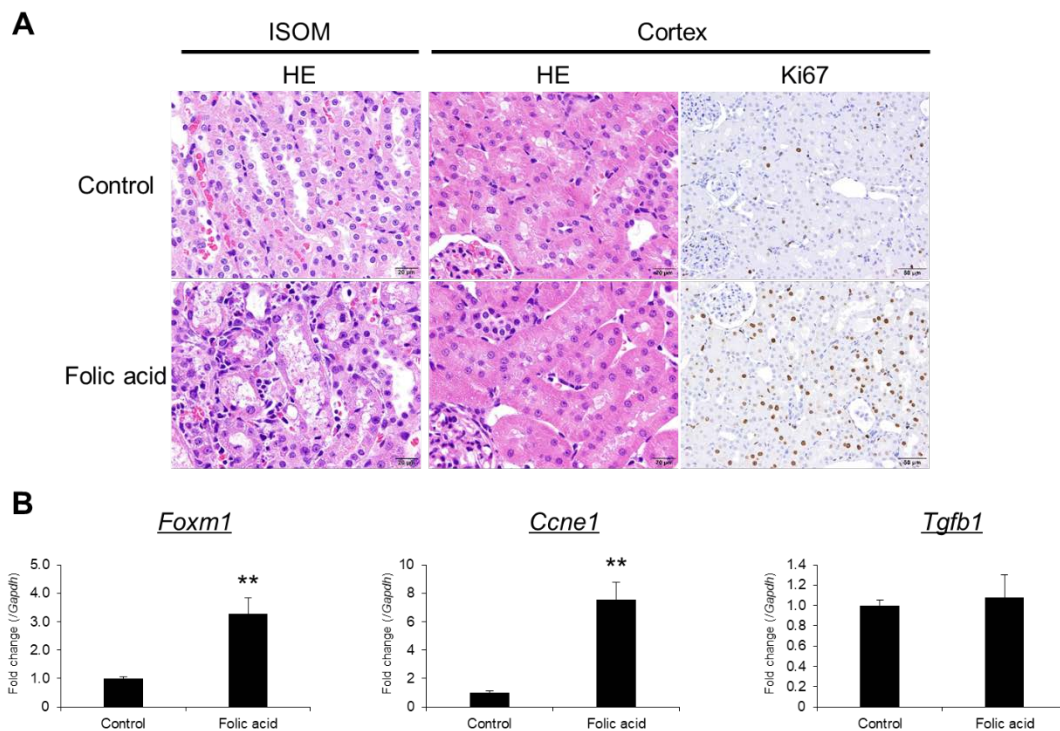 A
ISOM
Cortex
HE
HE
Ki67
Control
20 μm
20 μm
50 μm
Folic acid
20 μm
20 μm
50 μm
B
Foxm1
Ccne1
Tgfb1
Fold change (/Gapdh)
5.0
4.0
3.0
2.0
1.0
0
**
Control
Folic acid
Fold change (/Gapdh)
10
8
6
4
2
0
**
Control
Folic acid
Fold change (/Gapdh)
1.4
1.2
1.0
0.8
0.6
0.4
0.2
0
Control
Folic acid